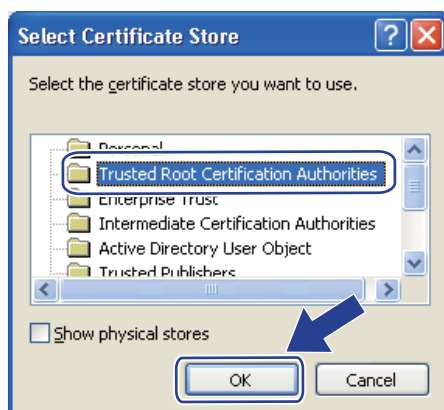 Select Certificate Store
Select the certificate store you want to use.
Personal
Trusted Root Certification Authorities
Enterprise Trust
Intermediate Certification Authorities
Active Directory User Object
Trusted Publishers
Show physical stores
OK Cancel